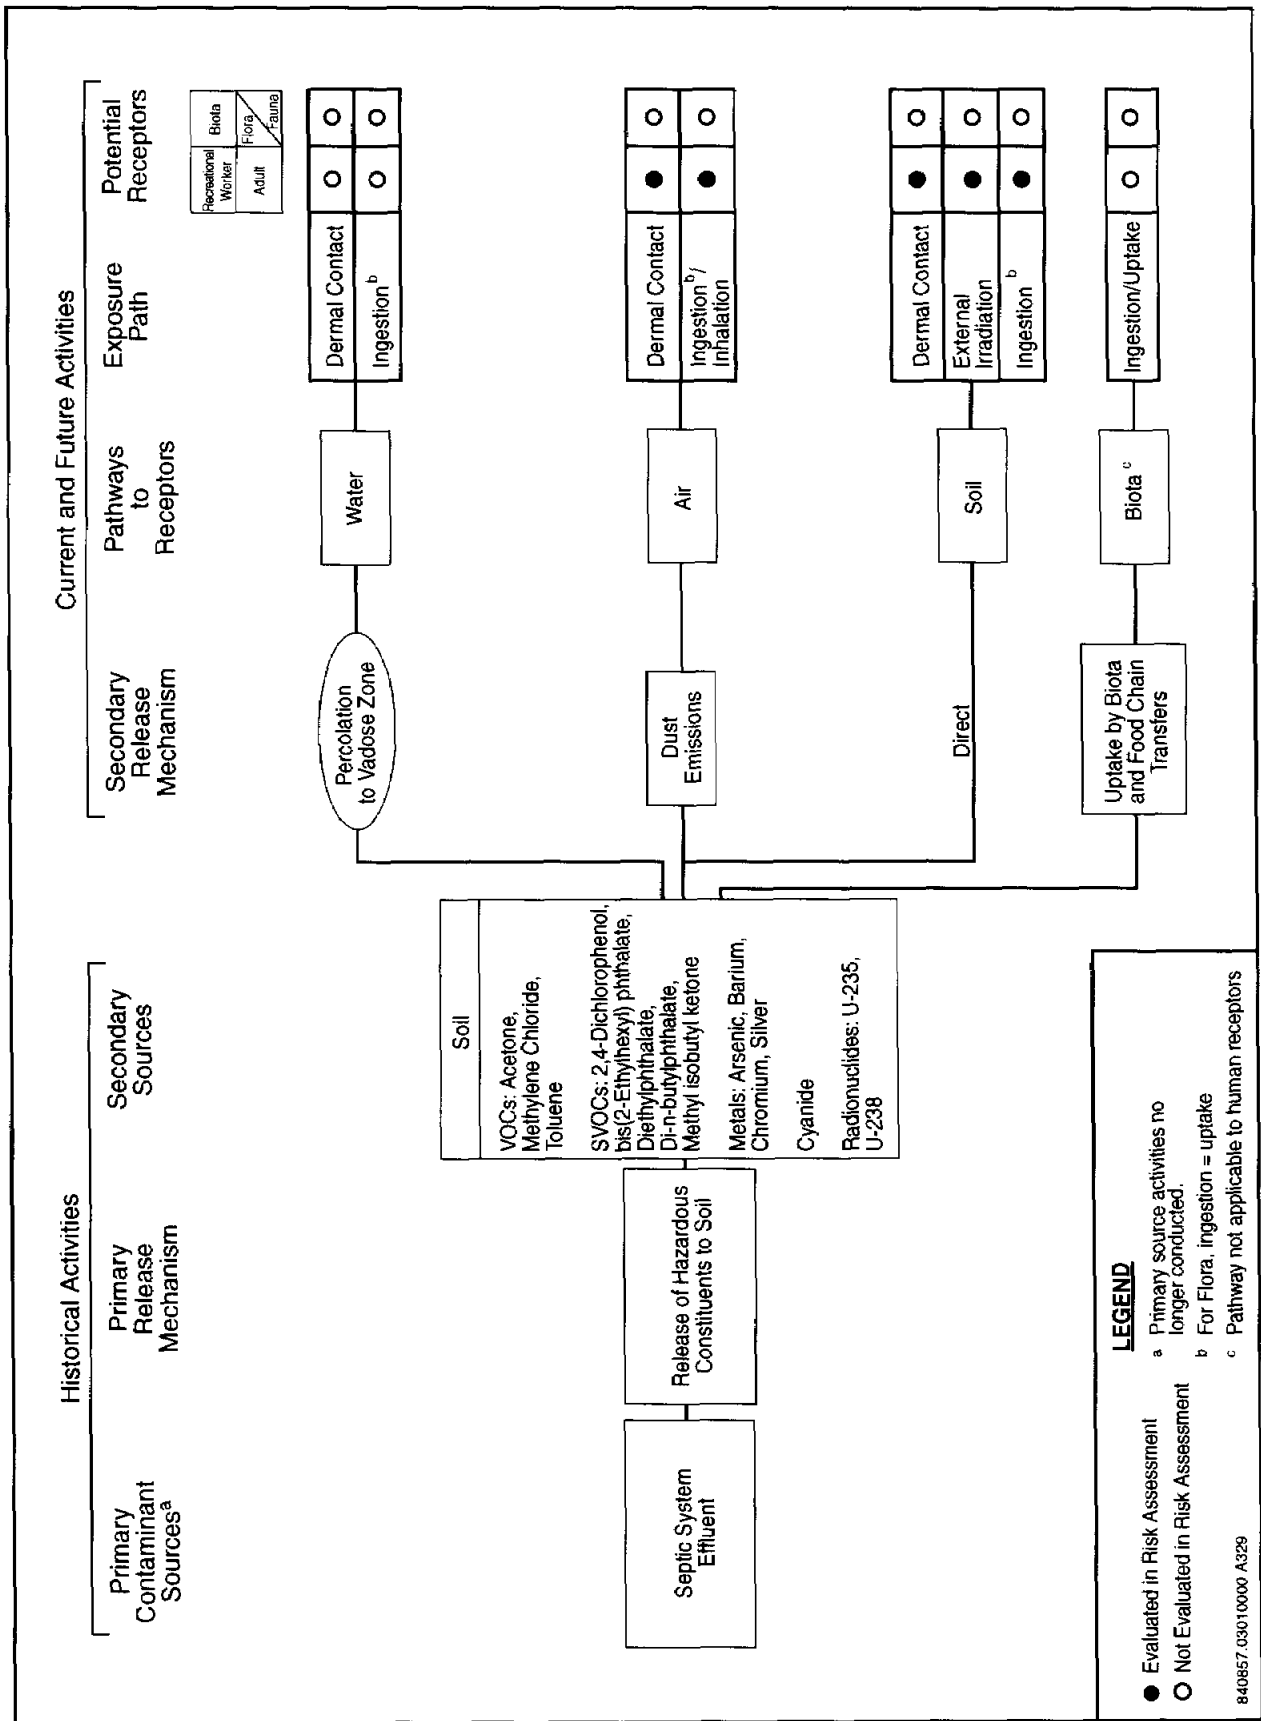 Historical Activities
Current and Future Activities
Primary
Contaminant
Sourcesª
Primary
Release
Mechanism
Secondary
Sources
Secondary
Release
Mechanism
Pathways
to
Receptors
Exposure
Path
Potential
Receptors
Recreational
Worker
Biota
Adult
Flora
Fauna
Septic System
Effluent
Release of Hazardous
Constituents to Soil
Soil
VOCs: Acetone,
Methylene Chloride,
Toluene
SVOCs: 2,4-Dichlorophenol,
bis(2-Ethylhexyl) phthalate,
Diethylphthalate,
Di-n-butylphthalate,
Methyl isobutyl ketone
Metals: Arsenic, Barium,
Chromium, Silver
Cyanide
Radionuclides: U-235,
U-238
Percolation
to Vadose Zone
Water
Dermal Contact
Ingestion b
Dust
Emissions
Air
Dermal Contact
Ingestion b/
Inhalation
Direct
Soil
Dermal Contact
External
Irradiation
Ingestion b
Uptake by Biota
and Food Chain
Transfers
Biota c
Ingestion/Uptake
LEGEND
● Evaluated in Risk Assessment
O Not Evaluated in Risk Assessment
a Primary source activities no
longer conducted.
b For Flora, ingestion = uptake
c Pathway not applicable to human receptors
840857.03010000 A329